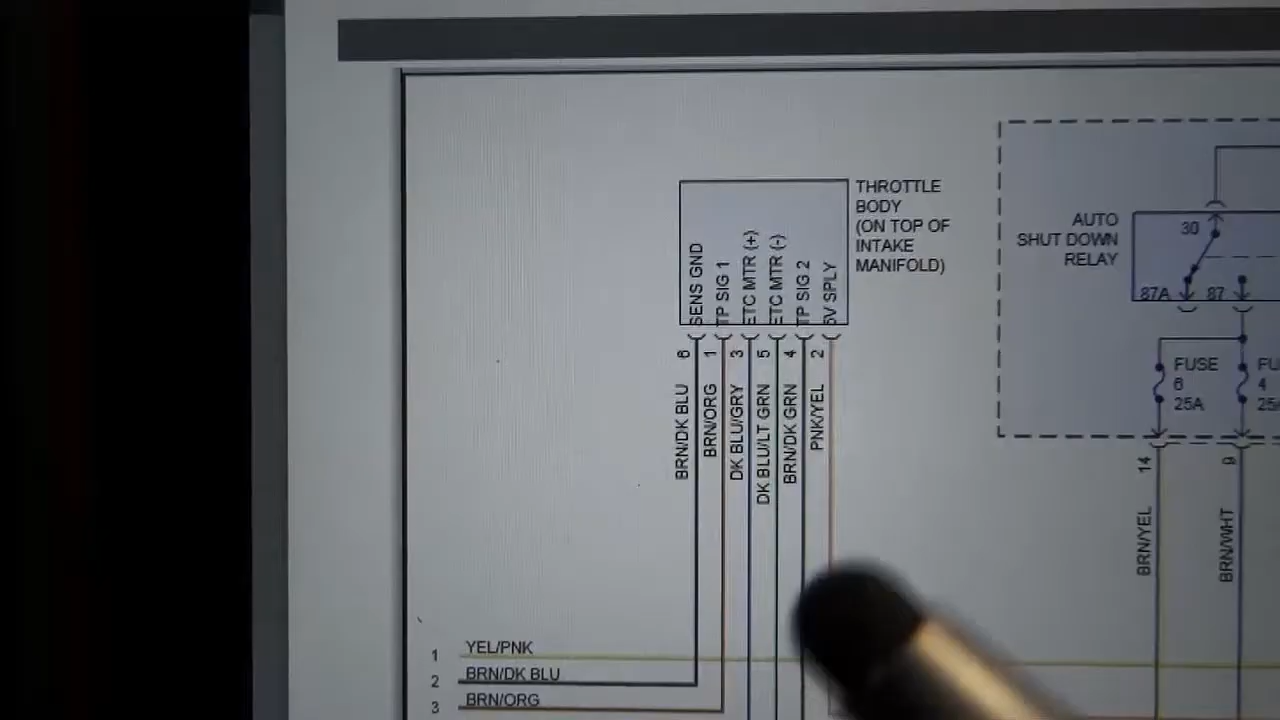 THROTTLE
BODY
(ON TOP OF
INTAKE
MANIFOLD)
SENS GND
TP SIG 1
ETC MTR (+)
ETC MTR (-)
TP SIG 2
5V SPLY
6
1
3
5
4
2
BRN/DK BLU
BRN/ORG
DK BLU/GRY
DK BLU/LT GRN
BRN/DK GRN
PNK/YEL
AUTO
SHUT DOWN
RELAY
30
87A
87
FUSE
6
25A
FU
4
25
14
9
BRN/YEL
BRN/WHT
1 YEL/PNK
2 BRN/DK BLU
3 BRN/ORG